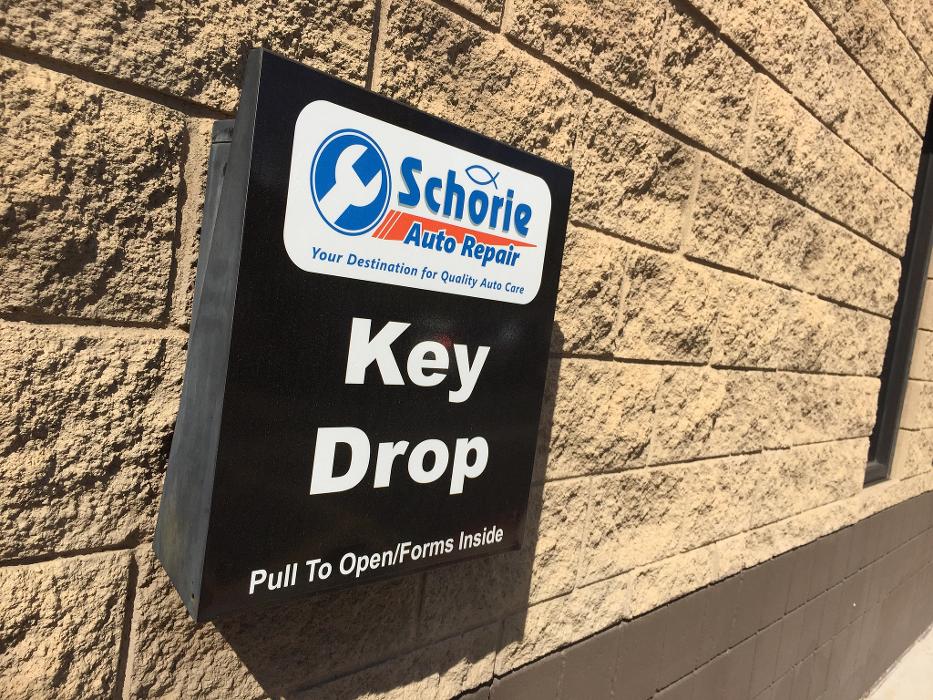 Schorie
Auto Repair
Your Destination for Quality Auto Care
Key
Drop
Pull To Open/Forms Inside